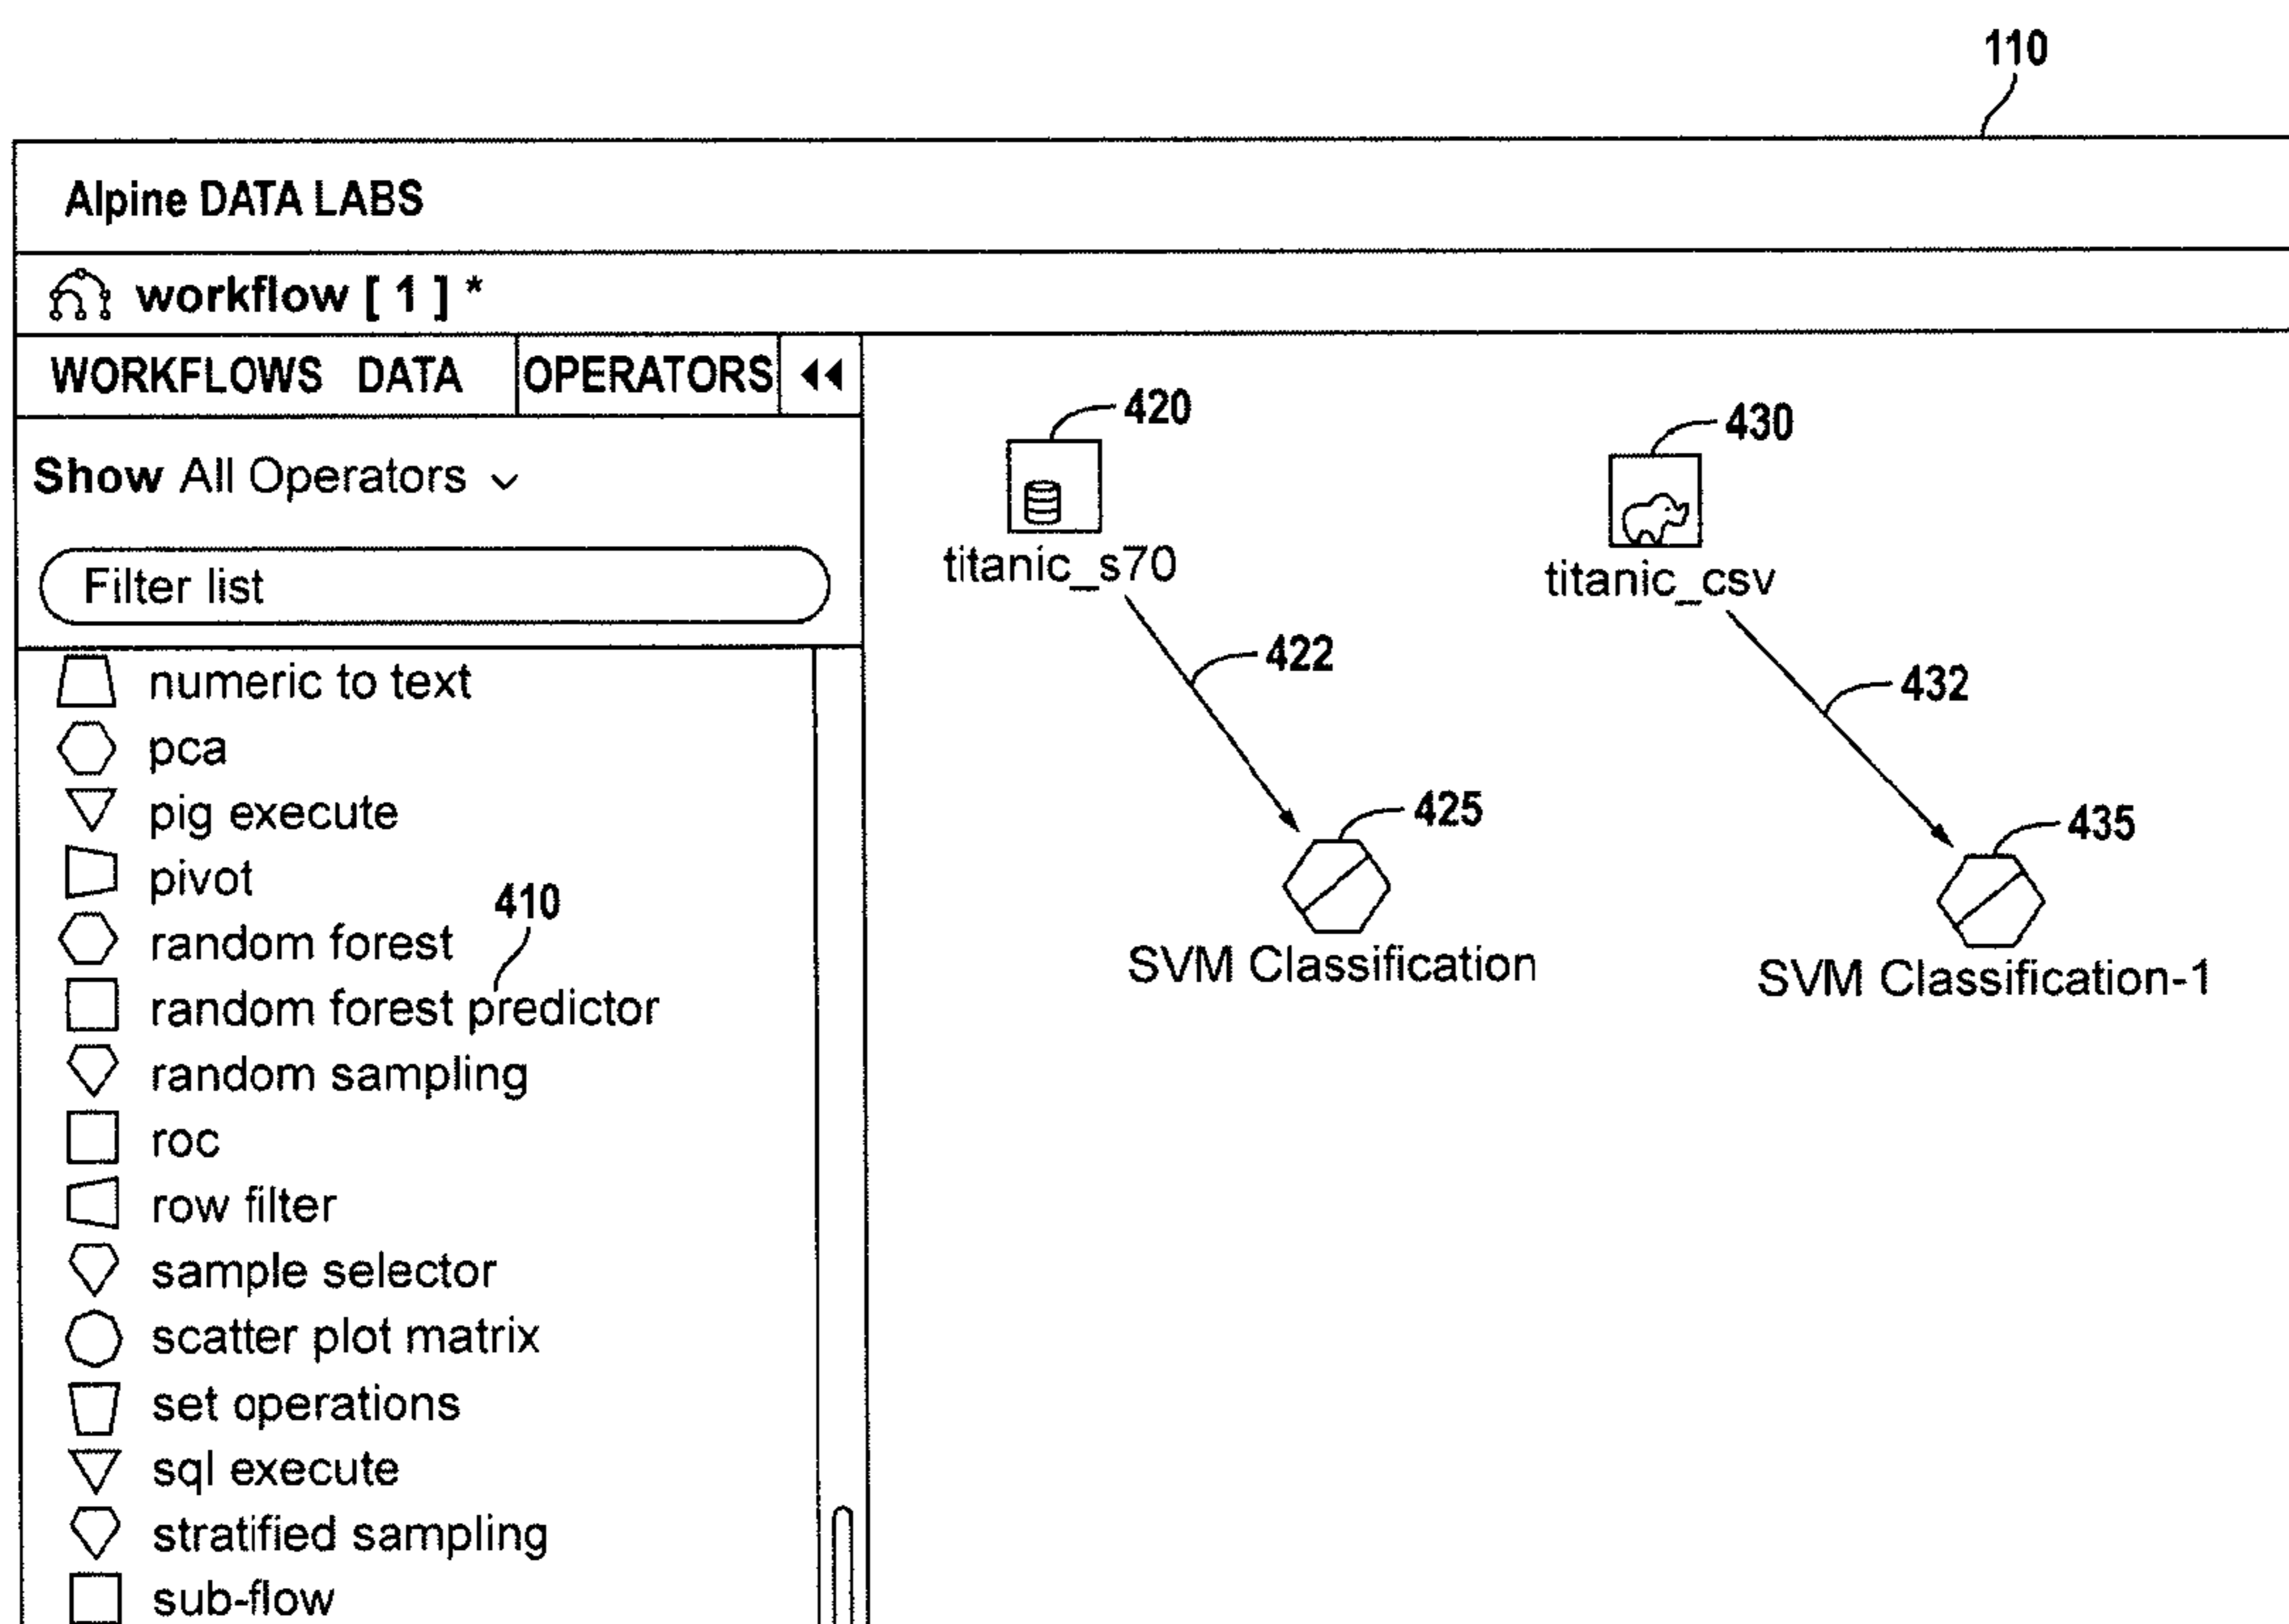 110
Alpine DATA LABS
workflow [ 1 ] *
WORKFLOWS DATA OPERATORS
Show All Operators
Filter list
numeric to text
pca
pig execute
pivot
410
random forest
random forest predictor
random sampling
roc
row filter
sample selector
scatter plot matrix
set operations
sql execute
stratified sampling
sub-flow
420
titanic_s70
422
425
SVM Classification
430
titanic_csv
432
435
SVM Classification-1